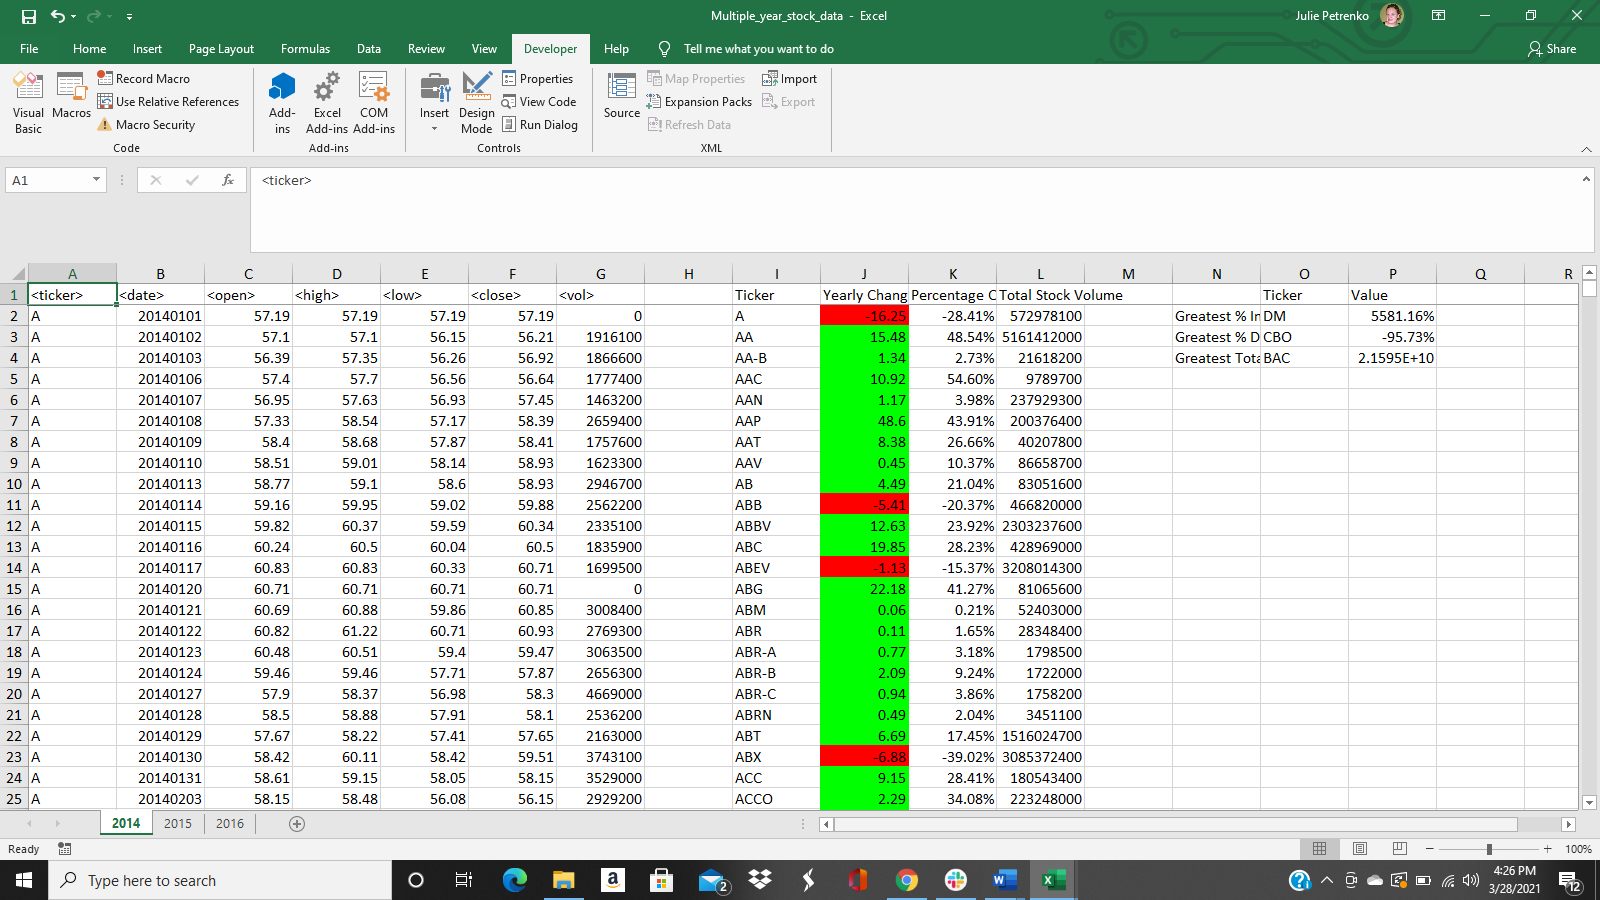 Multiple_year_stock_data - Excel
Julie Petrenko
File Home Insert Page Layout Formulas Data Review View Developer Help Tell me what you want to do Share
Visual Basic
Macros
Record Macro
Use Relative References
Macro Security
Code
Add-ins
Excel Add-ins
COM Add-ins
Add-ins
Insert
Design Mode
Properties
View Code
Run Dialog
Controls
Source
Map Properties
Expansion Packs
Refresh Data
Import
Export
XML
A1
fx
<ticker>
A B C D E F G H I J K L M N O P Q R
1 <ticker> <date> <open> <high> <low> <close> <vol> Ticker Yearly Chang Percentage C Total Stock Volume Ticker Value
2 A 20140101 57.19 57.19 57.19 57.19 0 A -16.25 -28.41% 572978100 Greatest % In DM 5581.16%
3 A 20140102 57.1 57.1 56.15 56.21 1916100 AA 15.48 48.54% 5161412000 Greatest % D CBO -95.73%
4 A 20140103 56.39 57.35 56.26 56.92 1866600 AA-B 1.34 2.73% 21618200 Greatest Tota BAC 2.1595E+10
5 A 20140106 57.4 57.7 56.56 56.64 1777400 AAC 10.92 54.60% 9789700
6 A 20140107 56.95 57.63 56.93 57.45 1463200 AAN 1.17 3.98% 237929300
7 A 20140108 57.33 58.54 57.17 58.39 2659400 AAP 48.6 43.91% 200376400
8 A 20140109 58.4 58.68 57.87 58.41 1757600 AAT 8.38 26.66% 40207800
9 A 20140110 58.51 59.01 58.14 58.93 1623300 AAV 0.45 10.37% 86658700
10 A 20140113 58.77 59.1 58.6 58.93 2946700 AB 4.49 21.04% 83051600
11 A 20140114 59.16 59.95 59.02 59.88 2562200 ABB -5.41 -20.37% 466820000
12 A 20140115 59.82 60.37 59.59 60.34 2335100 ABBV 12.63 23.92% 2303237600
13 A 20140116 60.24 60.5 60.04 60.5 1835900 ABC 19.85 28.23% 428969000
14 A 20140117 60.83 60.83 60.33 60.71 1699500 ABEV -1.13 -15.37% 3208014300
15 A 20140120 60.71 60.71 60.71 60.71 0 ABG 22.18 41.27% 81065600
16 A 20140121 60.69 60.88 59.86 60.85 3008400 ABM 0.06 0.21% 52403000
17 A 20140122 60.82 61.22 60.71 60.93 2769300 ABR 0.11 1.65% 28348400
18 A 20140123 60.48 60.51 59.4 59.47 3063500 ABR-A 0.77 3.18% 1798500
19 A 20140124 59.46 59.46 57.71 57.87 2656300 ABR-B 2.09 9.24% 1722000
20 A 20140127 57.9 58.37 56.98 58.3 4669000 ABR-C 0.94 3.86% 1758200
21 A 20140128 58.5 58.88 57.91 58.1 2536200 ABRN 0.49 2.04% 3451100
22 A 20140129 57.67 58.22 57.41 57.65 2163000 ABT 6.69 17.45% 1516024700
23 A 20140130 58.42 60.11 58.42 59.51 3743100 ABX -6.88 -39.02% 3085372400
24 A 20140131 58.61 59.15 58.05 58.15 3529000 ACC 9.15 28.41% 180543400
25 A 20140203 58.15 58.48 56.08 56.15 2929200 ACCO 2.29 34.08% 223248000
2014 2015 2016
Ready
100%
Type here to search
2
4:26 PM
3/28/2021
12